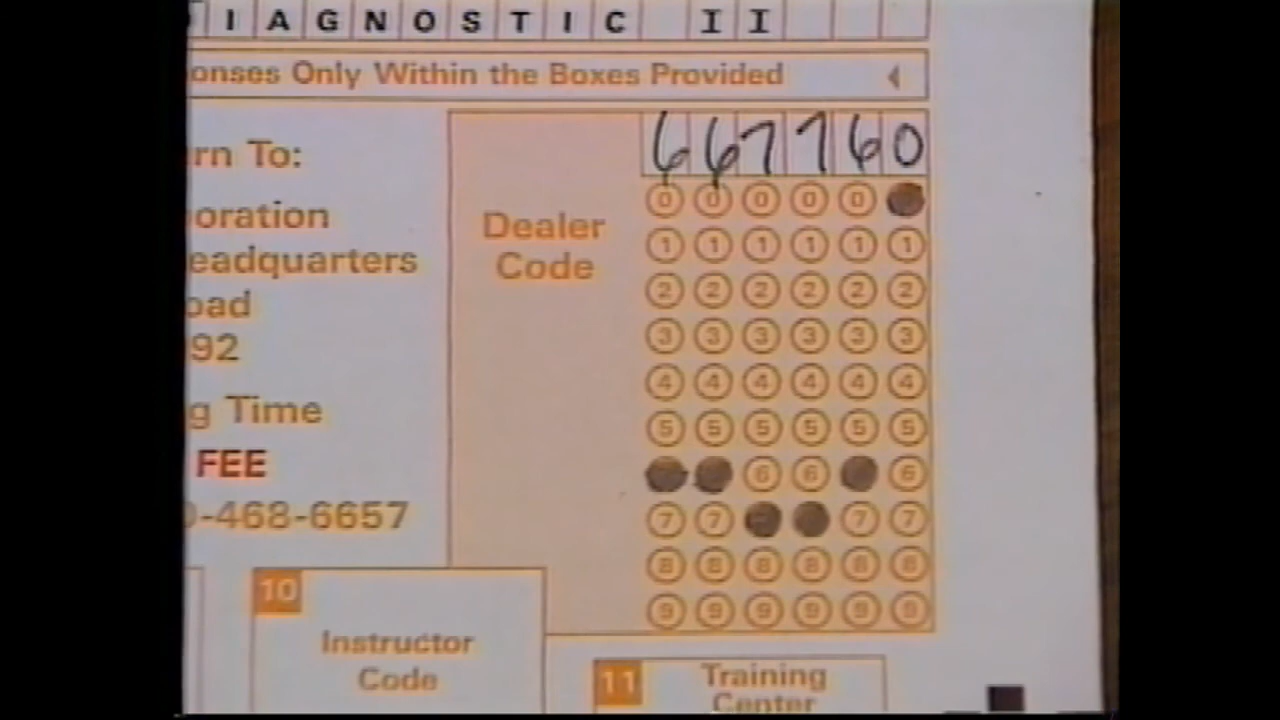 IAGNOSTIC II
onses Only Within the Boxes Provided
rn To:
oration
eadquarters
oad
92
g Time
FEE
0-468-6657
Dealer
Code
667760
0 0 0 0 0
1 1 1 1 1 1
2 2 2 2 2 2
3 3 3 3 3 3
4 4 4 4 4 4
5 5 5 5 5 5
6 6 6
7 7 7 7
8 8 8 8 8 8
9 9 9 9 9 9
10
Instructor
Code
11
Training
Center